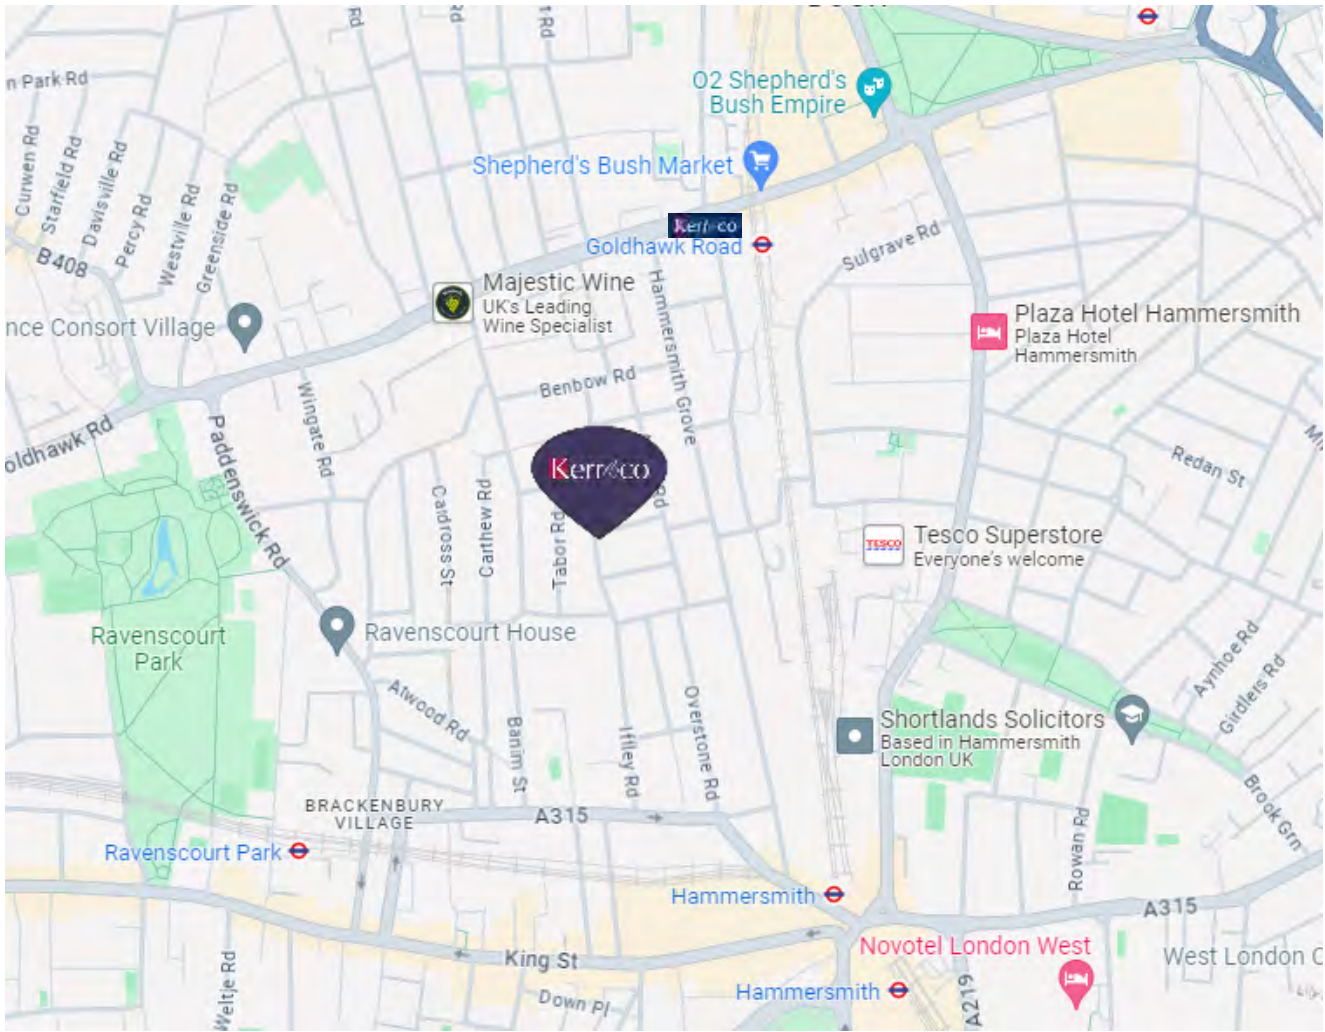 Rd
t Rd
n Park Rd
O2 Shepherd's
Bush Empire
Shepherd's Bush Market
Curwen Rd
Starfield Rd
Davisville Rd
Percy Rd
Westville Rd
Greenside Rd
B408
Kerr&co
Goldhawk Road
Sulgrave Rd
Majestic Wine
UK's Leading
Wine Specialist
Hammersmith Grove
Plaza Hotel Hammersmith
Plaza Hotel
Hammersmith
nce Consort Village
Benbow Rd
Wingate Rd
oldhawk Rd
Paddenswick Rd
Kerr&co
Rd
Redan St
Caldross St
Carthew Rd
Tabor Rd
TESCO
Tesco Superstore
Everyone's welcome
Ravenscourt
Park
Ravenscourt House
Aynhoe Rd
Girdlers Rd
Atwood Rd
Banim St
Iffley Rd
Overstone Rd
Shortlands Solicitors
Based in Hammersmith
London UK
Brook Grn
BRACKENBURY
VILLAGE
A315
Rowan Rd
Ravenscourt Park
Hammersmith
A315
King St
Novotel London West
West London C
Weltje Rd
Down Pl
Hammersmith
A219